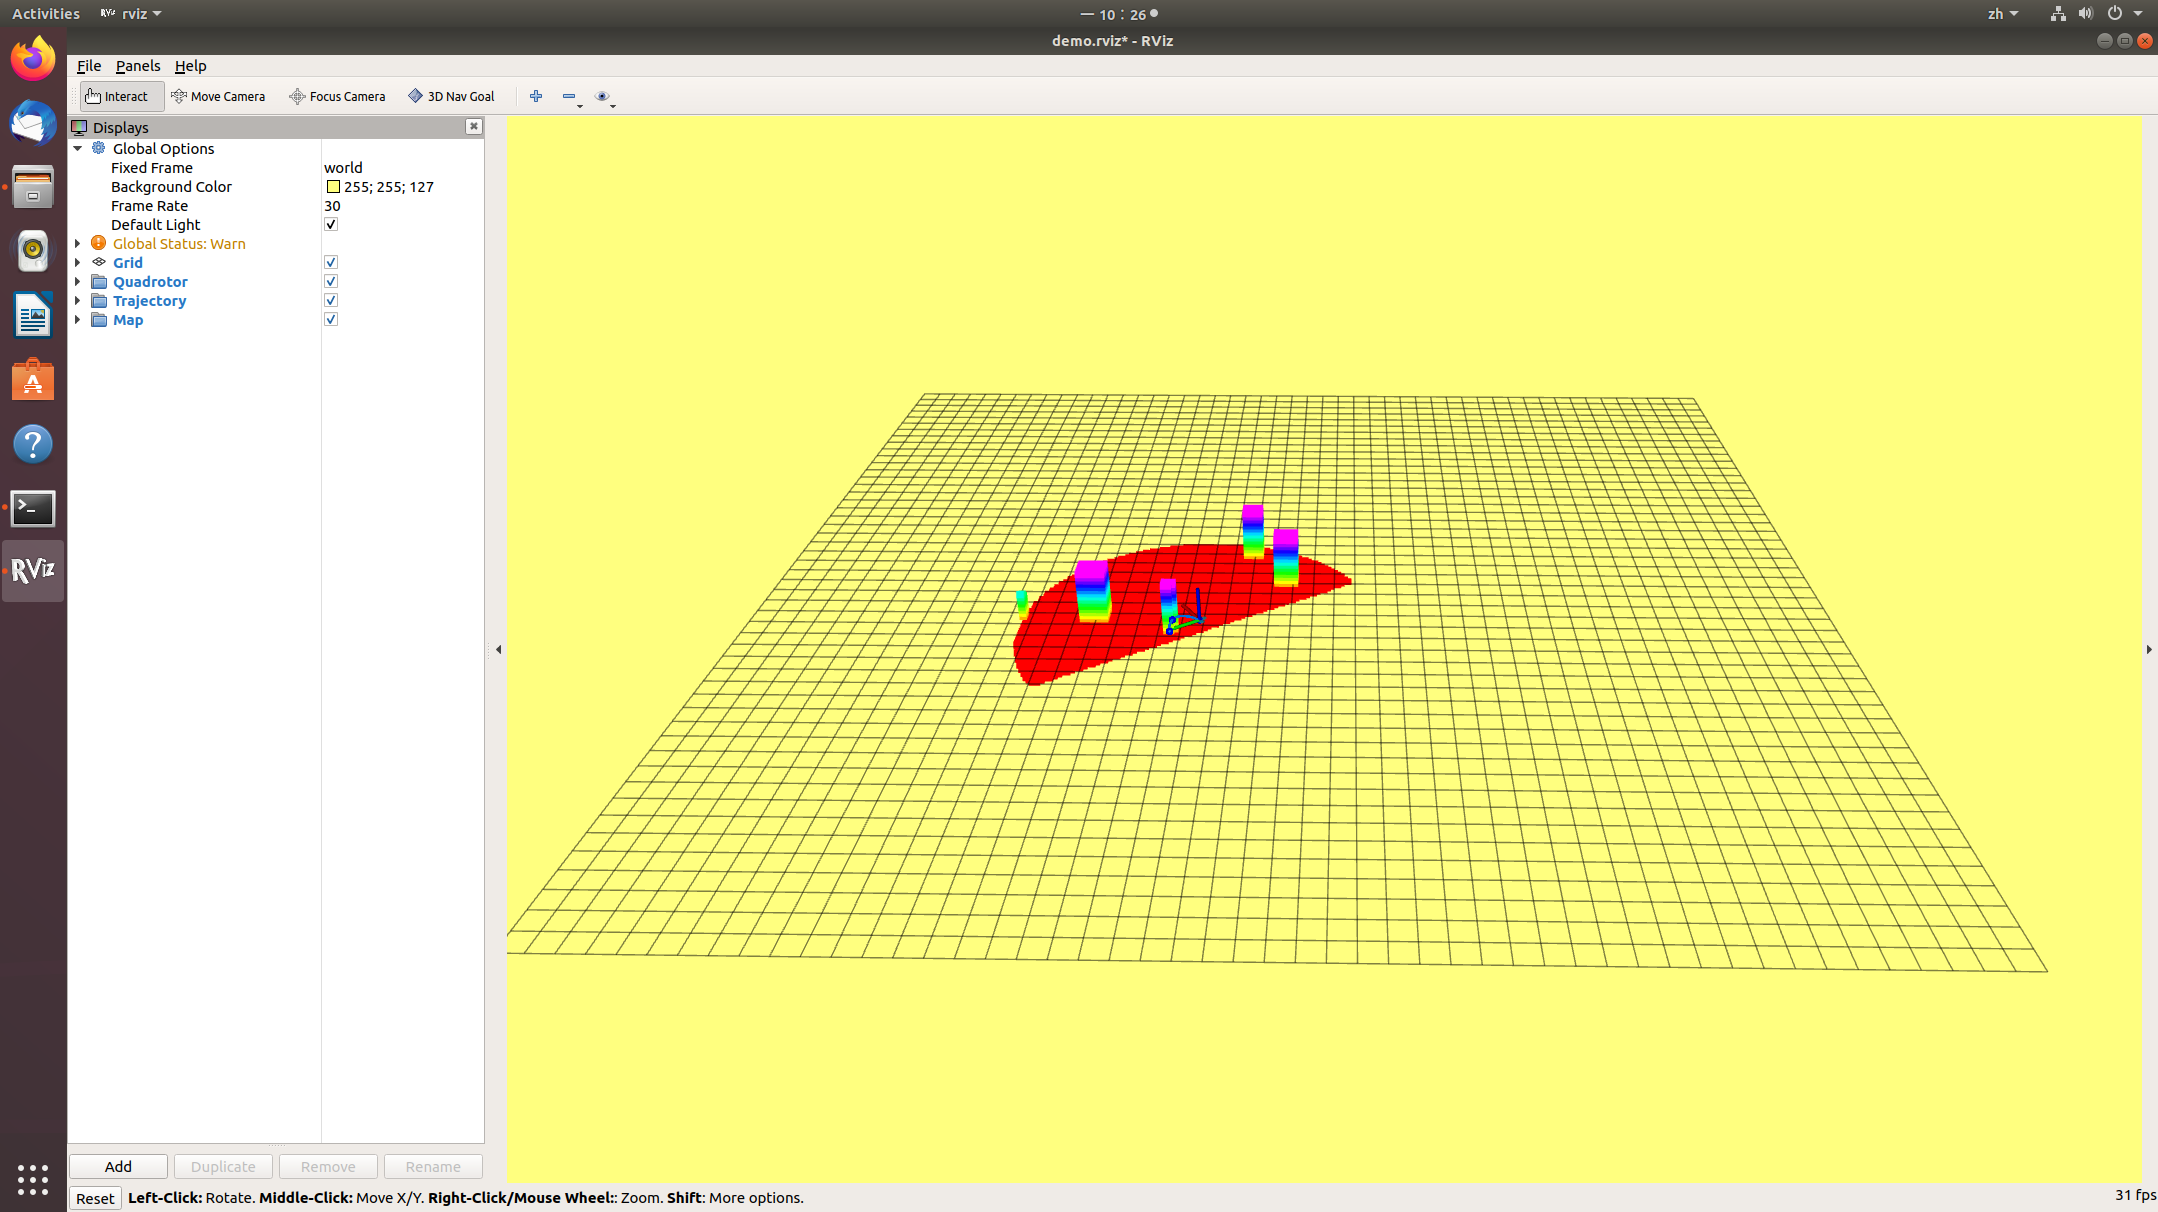 Activities RViz rviz 一 10：26 zh
demo.rviz* - RViz
File Panels Help
Interact Move Camera Focus Camera 3D Nav Goal
Displays
Global Options
Fixed Frame world
Background Color 255; 255; 127
Frame Rate 30
Default Light
Global Status: Warn
Grid
Quadrotor
Trajectory
Map
RViz
Add Duplicate Remove Rename
Reset Left-Click: Rotate. Middle-Click: Move X/Y. Right-Click/Mouse Wheel:: Zoom. Shift: More options. 31 fps